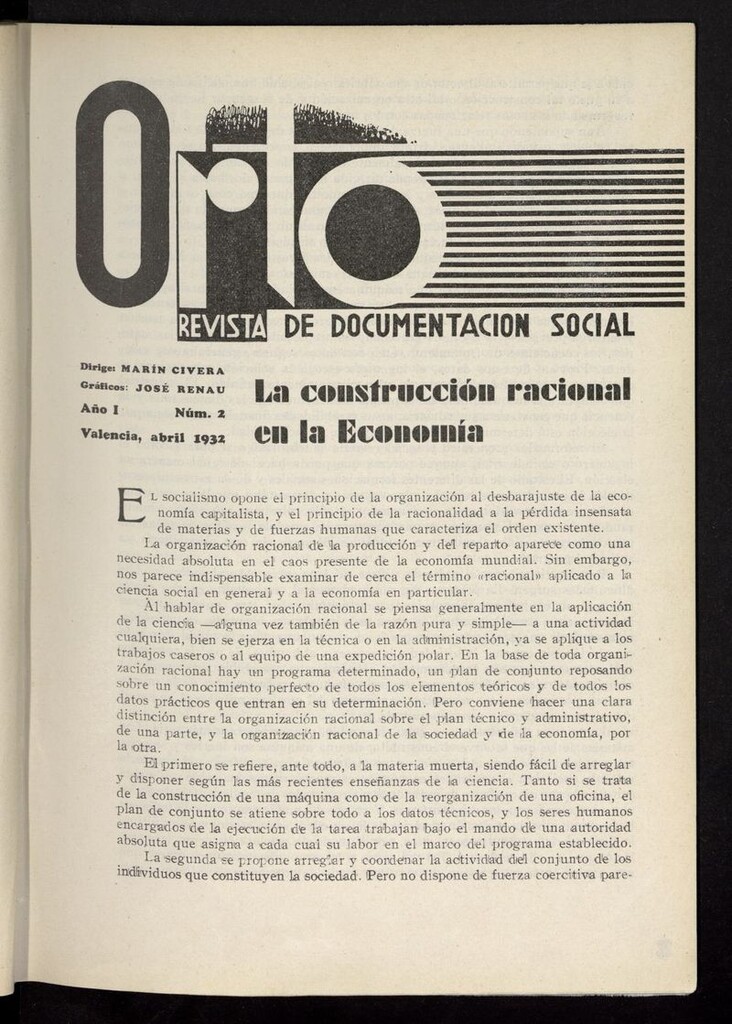 Orto
REVISTA DE DOCUMENTACION SOCIAL
Dirige: MARÍN CIVERA
Gráficos: JOSÉ RENAU
Año I Núm. 2
Valencia, abril 1932
La construcción racional
en la Economía
EL socialismo opone el principio de la organización al desbarajuste de la eco-
nomía capitalista, y el principio de la racionalidad a la pérdida insensata
de materias y de fuerzas humanas que caracteriza el orden existente.
La organización racional de la producción y del reparto aparece como una
necesidad absoluta en el caos presente de la economía mundial. Sin embargo,
nos parece indispensable examinar de cerca el término «racional» aplicado a la
ciencia social en general y a la economía en particular.
Al hablar de organización racional se piensa generalmente en la aplicación
de la ciencia —alguna vez también de la razón pura y simple— a una actividad
cualquiera, bien se ejerza en la técnica o en la administración, ya se aplique a los
trabajos caseros o al equipo de una expedición polar. En la base de toda organi-
zación racional hay un programa determinado, un plan de conjunto reposando
sobre un conocimiento perfecto de todos los elementos teóricos y de todos los
datos prácticos que entran en su determinación. Pero conviene hacer una clara
distinción entre la organización racional sobre el plan técnico y administrativo,
de una parte, y la organización racional de la sociedad y de la economía, por
la otra.
El primero se refiere, ante todo, a la materia muerta, siendo fácil de arreglar
y disponer según las más recientes enseñanzas de la ciencia. Tanto si se trata
de la construcción de una máquina como de la reorganización de una oficina, el
plan de conjunto se atiene sobre todo a los datos técnicos, y los seres humanos
encargados de la ejecución de la tarea trabajan bajo el mando de una autoridad
absoluta que asigna a cada cual su labor en el marco del programa establecido.
La segunda se propone arreglar y coordenar la actividad del conjunto de los
individuos que constituyen la sociedad. Pero no dispone de fuerza coercitiva pare-